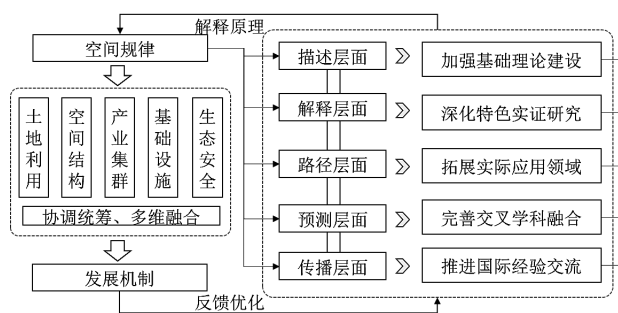 解释原理
空间规律
土地利用
空间结构
产业集群
基础设施
生态安全
协调统筹、多维融合
发展机制
描述层面
加强基础理论建设
解释层面
深化特色实证研究
路径层面
拓展实际应用领域
预测层面
完善交叉学科融合
传播层面
推进国际经验交流
反馈优化